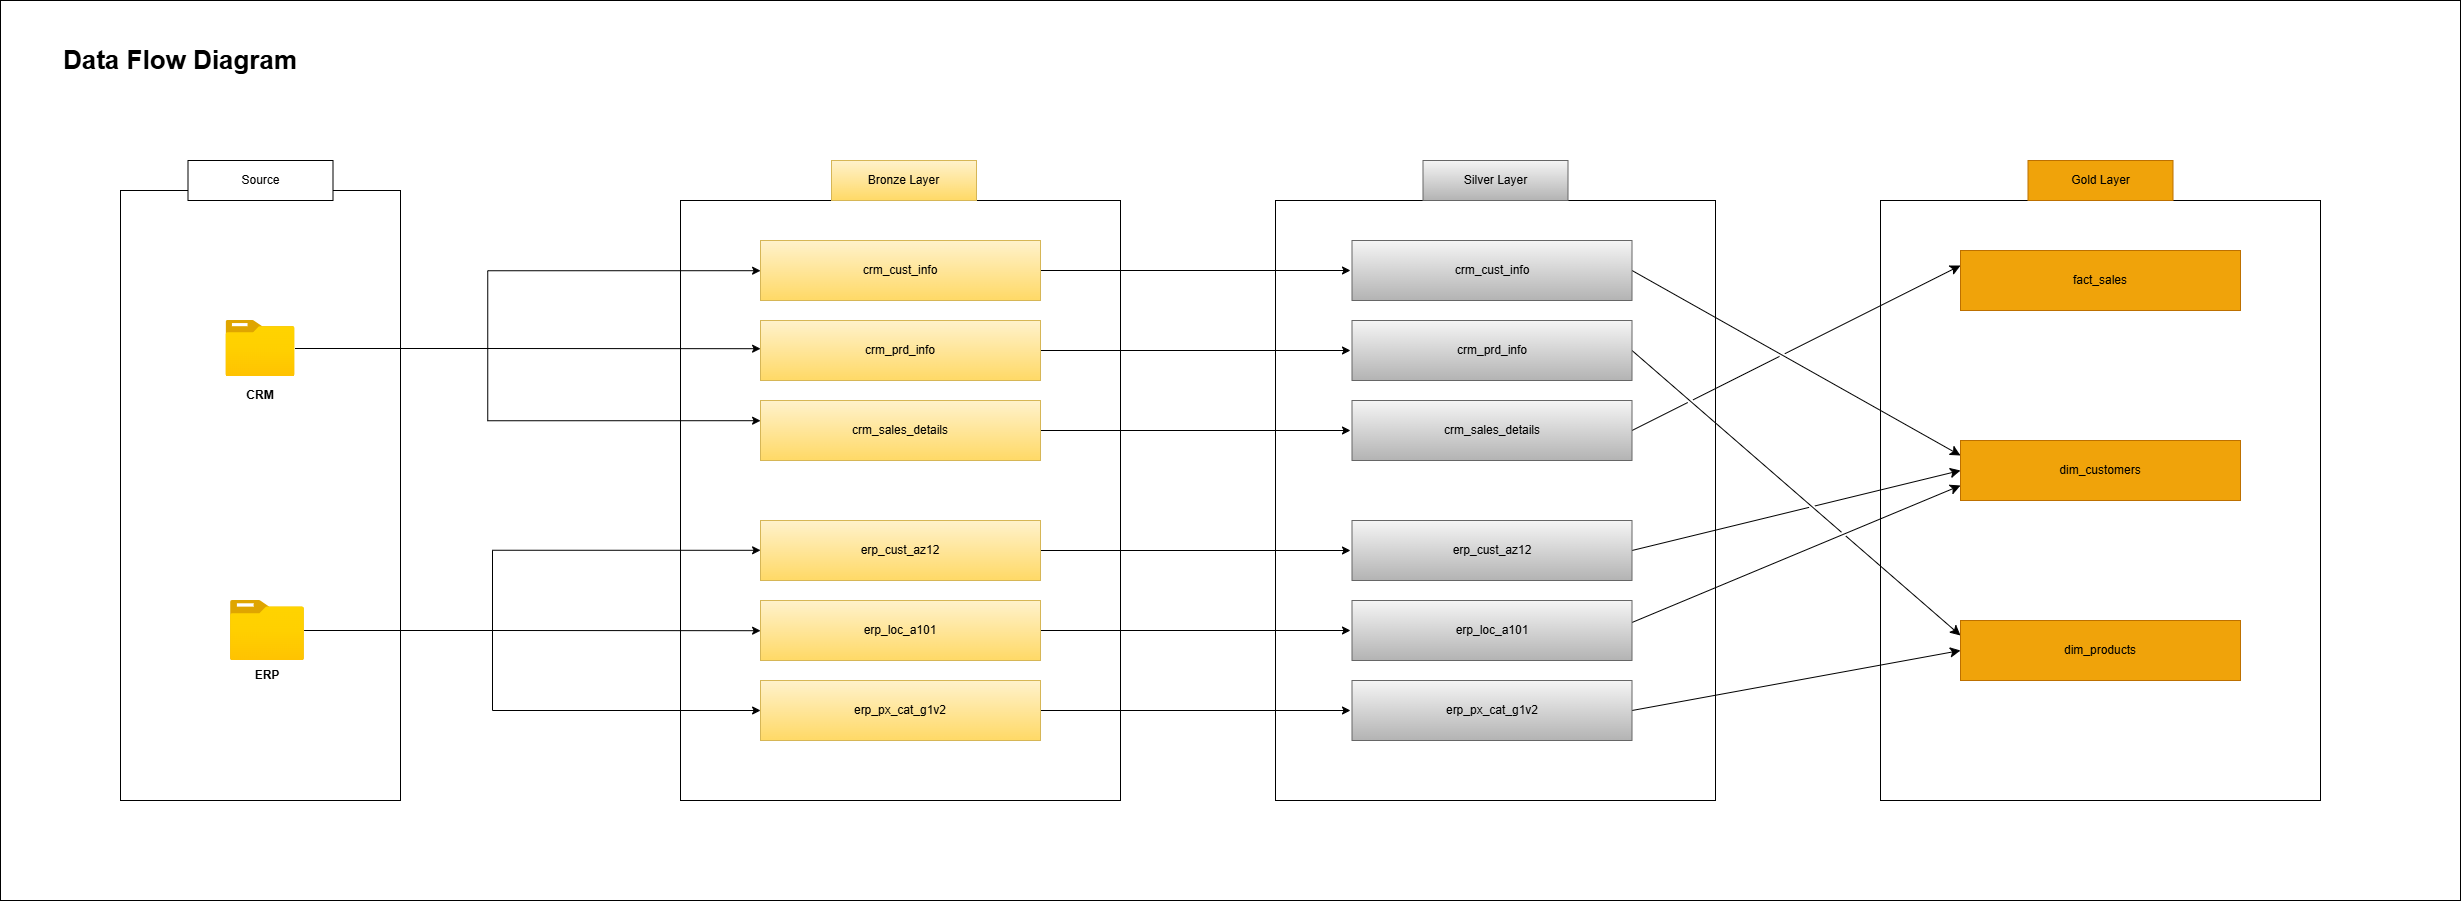 Data Flow Diagram
Source
CRM
ERP
Bronze Layer
crm_cust_info
crm_prd_info
crm_sales_details
erp_cust_az12
erp_loc_a101
erp_px_cat_g1v2
Silver Layer
crm_cust_info
crm_prd_info
crm_sales_details
erp_cust_az12
erp_loc_a101
erp_px_cat_g1v2
Gold Layer
fact_sales
dim_customers
dim_products